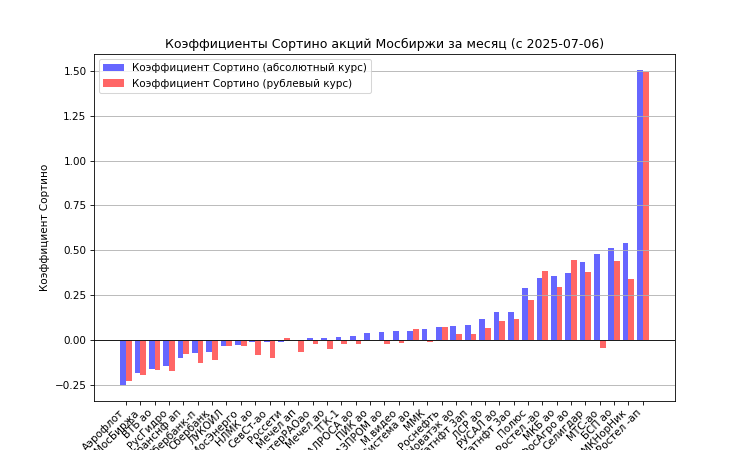 Коэффициенты Сортино акций Мосбиржи за месяц (с 2025-07-06)
Коэффициент Сортино (абсолютный курс)
Коэффициент Сортино (рублевый курс)
Коэффициент Сортино
1.50
1.25
1.00
0.75
0.50
0.25
0.00
−0.25
Аэрофлот
МосБиржа
ВТБ ао
РусГидро
Сбербанк
ЛУКОЙЛ
НЛМК ао
СевСт-ао
Россети
Мечел ап
Мечел ао
ТГК-1
ПИК ао
М.видео
ММК
Роснефть
ЛСР ао
РУСАЛ ао
Полюс
Ростел -ао
МКБ ао
Селигдар
МТС-ао
БСП ао
Ростел -ап